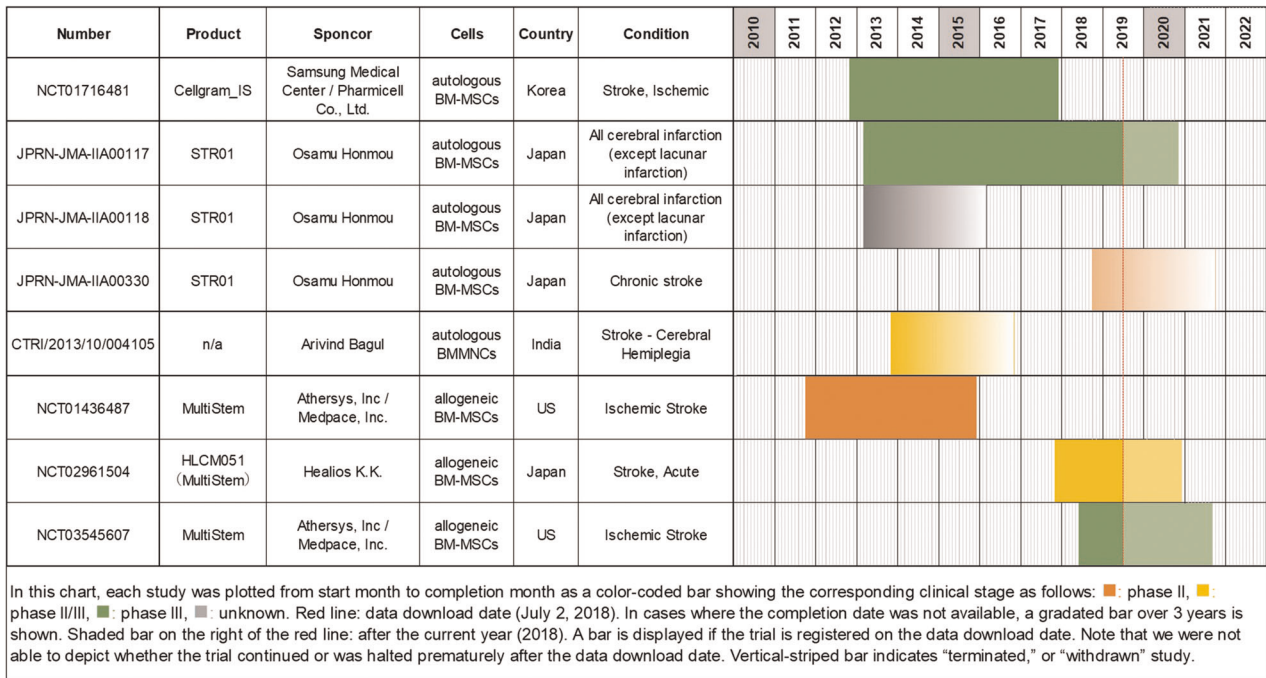 Number Product Sponcor Cells Country Condition 2010 2011 2012 2013 2014 2015 2016 2017 2018 2019 2020 2021 2022
NCT01716481 Cellgram_IS Samsung Medical Center / Pharmicell Co., Ltd. autologous BM-MSCs Korea Stroke, Ischemic
JPRN-JMA-IIA00117 STR01 Osamu Honmou autologous BM-MSCs Japan All cerebral infarction (except lacunar infarction)
JPRN-JMA-IIA00118 STR01 Osamu Honmou autologous BM-MSCs Japan All cerebral infarction (except lacunar infarction)
JPRN-JMA-IIA00330 STR01 Osamu Honmou autologous BM-MSCs Japan Chronic stroke
CTRI/2013/10/004105 n/a Arivind Bagul autologous BMMNCs India Stroke - Cerebral Hemiplegia
NCT01436487 MultiStem Athersys, Inc / Medpace, Inc. allogeneic BM-MSCs US Ischemic Stroke
NCT02961504 HLCM051 (MultiStem) Healios K.K. allogeneic BM-MSCs Japan Stroke, Acute
NCT03545607 MultiStem Athersys, Inc / Medpace, Inc. allogeneic BM-MSCs US Ischemic Stroke
In this chart, each study was plotted from start month to completion month as a color-coded bar showing the corresponding clinical stage as follows: ■: phase II, ■:
phase II/III, ■: phase III, ■: unknown. Red line: data download date (July 2, 2018). In cases where the completion date was not available, a gradated bar over 3 years is
shown. Shaded bar on the right of the red line: after the current year (2018). A bar is displayed if the trial is registered on the data download date. Note that we were not
able to depict whether the trial continued or was halted prematurely after the data download date. Vertical-striped bar indicates “terminated,” or “withdrawn” study.